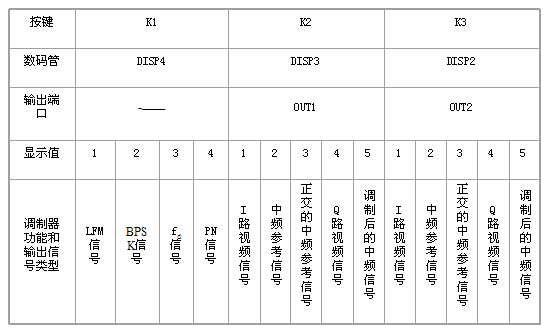 按键 K1 K2 K3
数码管 DISP4 DISP3 DISP2
输出端口 -—— OUT1 OUT2
显示值 1 2 3 4 1 2 3 4 5 1 2 3 4 5
调制器功能和输出信号类型
LFM信号
BPSK信号
fd信号
PN信号
I路视频信号
中频参考信号
正交的中频参考信号
Q路视频信号
调制后的中频信号
I路视频信号
中频参考信号
正交的中频参考信号
Q路视频信号
调制后的中频信号